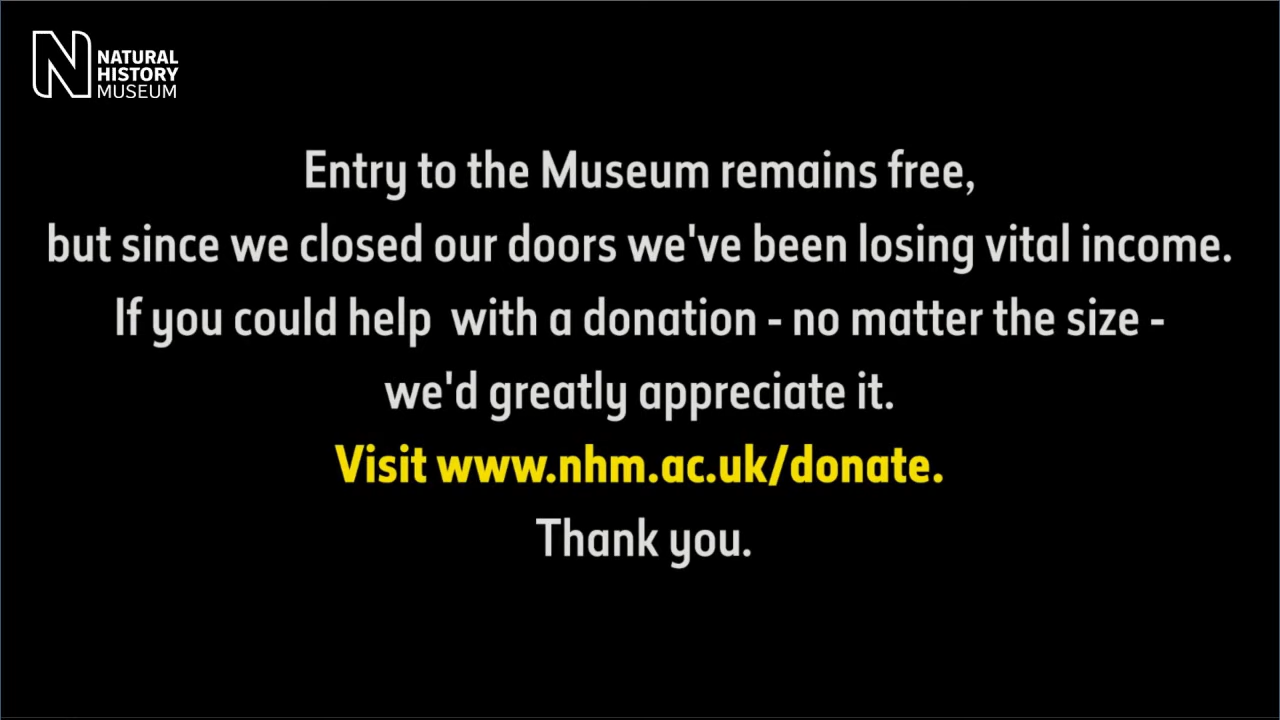 NATURAL
HISTORY
MUSEUM
Entry to the Museum remains free,
but since we closed our doors we've been losing vital income.
If you could help  with a donation - no matter the size -
we'd greatly appreciate it.
Visit www.nhm.ac.uk/donate.
Thank you.